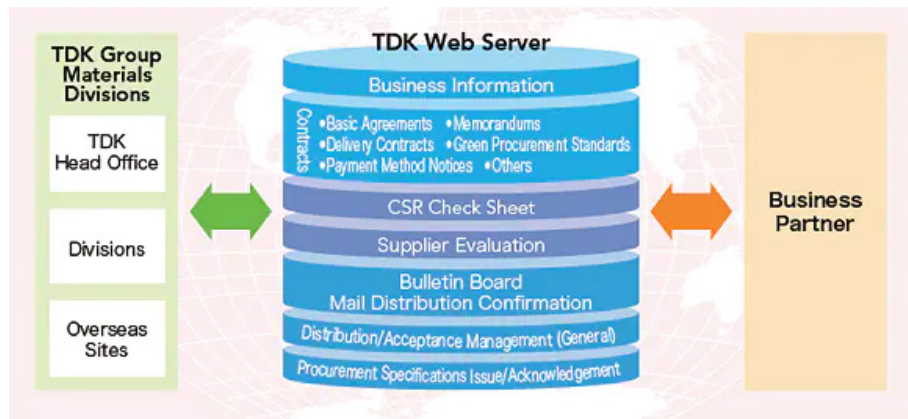 TDK Group
Materials
Divisions
TDK
Head Office
Divisions
Overseas
Sites
TDK Web Server
Business Information
Contracts
•Basic Agreements •Memorandums
•Delivery Contracts •Green Procurement Standards
•Payment Method Notices •Others
CSR Check Sheet
Supplier Evaluation
Bulletin Board
Mail Distribution Confirmation
Distribution/Acceptance Management (General)
Procurement Specifications Issue/Acknowledgement
Business
Partner